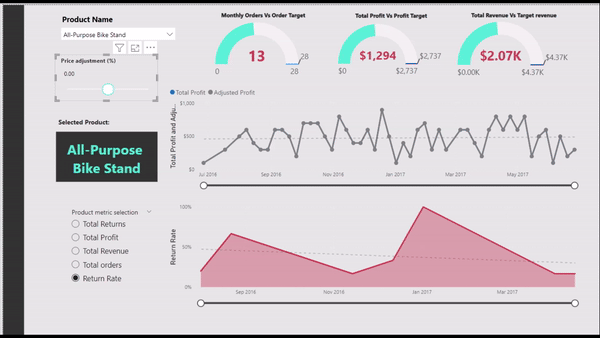 Product Name
All-Purpose Bike Stand
Price adjustment (%)
0.00
Selected Product:
All-Purpose
Bike Stand
Product metric selection
Total Returns
Total Profit
Total Revenue
Total orders
Return Rate
Monthly Orders Vs Order Target
13
0
28
28
Total Profit Vs Profit Target
$1,294
$0
$2,737
$2,737
Total Revenue Vs Target revenue
$2.07K
$0.00K
$4.37K
$4.37K
Total Profit Adjusted Profit
Total Profit and Adju...
$1,000
$500
$0
Jul 2016 Sep 2016 Nov 2016 Jan 2017 Mar 2017 May 2017
Return Rate
100%
50%
0%
Sep 2016 Nov 2016 Jan 2017 Mar 2017